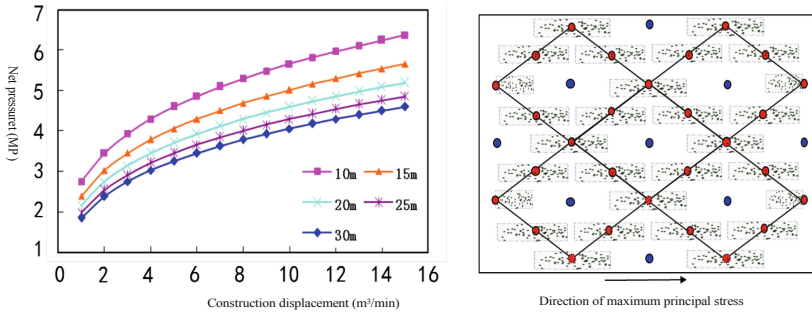 7
6
5
4
3
2
1
Net pressuret (MP)
10m 15m
20m 25m
30m
0 2 4 6 8 10 12 14 16
Construction displacement (m³/min)
Direction of maximum principal stress